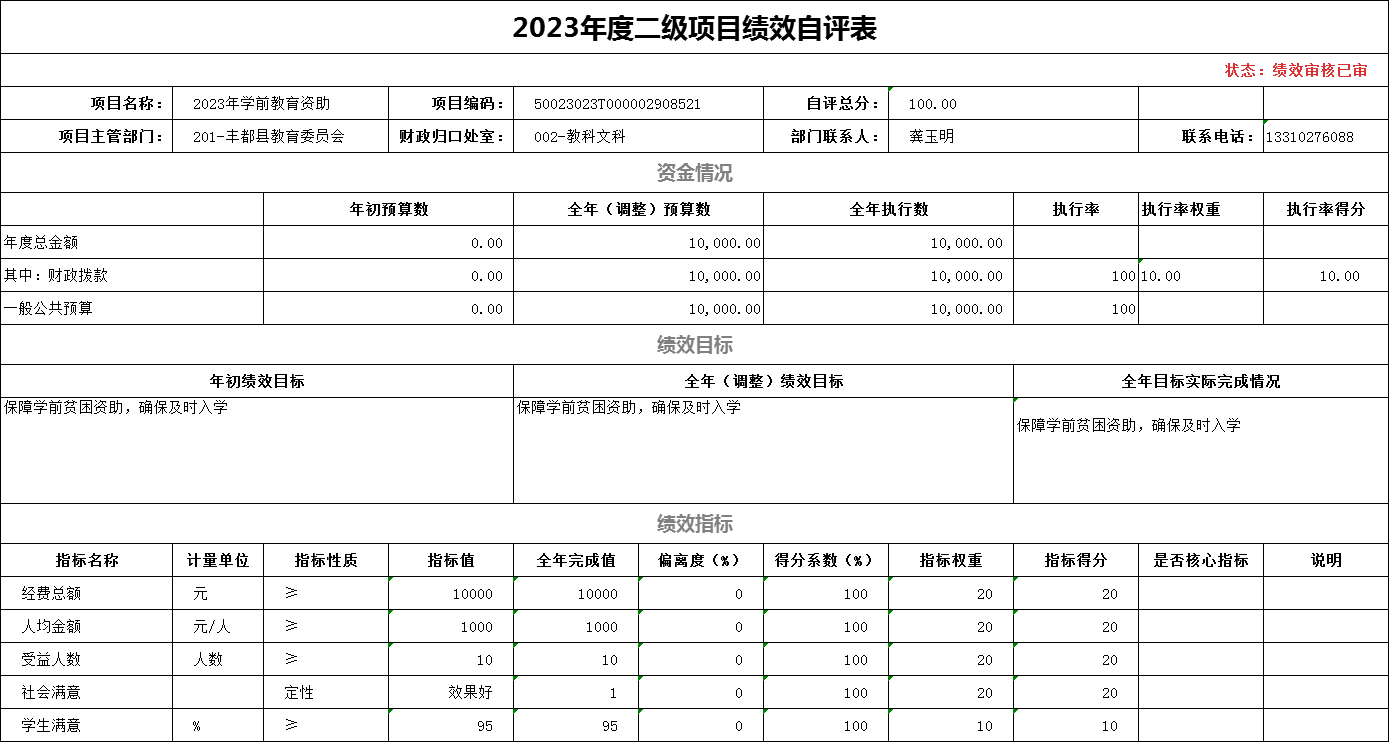 2023年度二级项目绩效自评表
状态：绩效审核已审
项目名称： 2023年学前教育资助 项目编码： 50023023T000002908521 自评总分： 100.00
项目主管部门： 201-丰都县教育委员会 财政归口处室： 002-教科文科 部门联系人： 龚玉明 联系电话： 13310276088
资金情况
年初预算数 全年（调整）预算数 全年执行数 执行率 执行率权重 执行率得分
年度总金额 0.00 10,000.00 10,000.00
其中：财政拨款 0.00 10,000.00 10,000.00 100 10.00 10.00
一般公共预算 0.00 10,000.00 10,000.00 100
绩效目标
年初绩效目标 全年（调整）绩效目标 全年目标实际完成情况
保障学前贫困资助，确保及时入学 保障学前贫困资助，确保及时入学 保障学前贫困资助，确保及时入学
绩效指标
指标名称 计量单位 指标性质 指标值 全年完成值 偏离度（%） 得分系数（%） 指标权重 指标得分 是否核心指标 说明
经费总额 元 ≥ 10000 10000 0 100 20 20
人均金额 元/人 ≥ 1000 1000 0 100 20 20
受益人数 人数 ≥ 10 10 0 100 20 20
社会满意 定性 效果好 1 0 100 20 20
学生满意 % ≥ 95 95 0 100 10 10